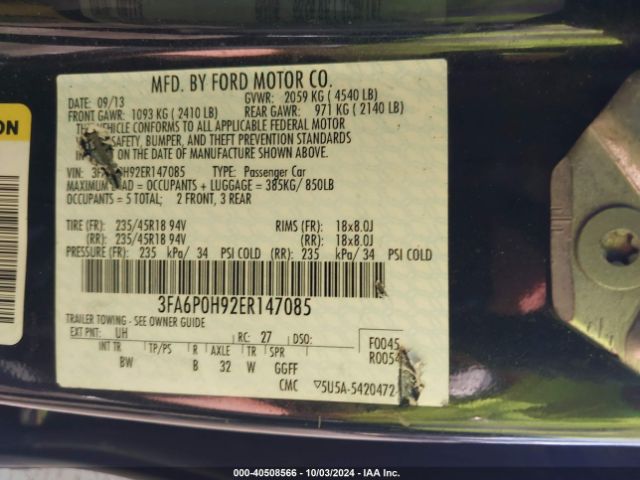 ON
MFD. BY FORD MOTOR CO.
DATE: 09/13 GVWR: 2059 KG ( 4540 LB)
FRONT GAWR: 1093 KG ( 2410 LB) REAR GAWR: 971 KG ( 2140 LB)
VEHICLE CONFORMS TO ALL APPLICABLE FEDERAL MOTOR
SAFETY, BUMPER, AND THEFT PREVENTION STANDARDS
IN EFFECT ON THE DATE OF MANUFACTURE SHOWN ABOVE.
VIN: 3FA6P0H92ER147085 TYPE: Passenger Car
MAXIMUM LOAD = OCCUPANTS + LUGGAGE = 385KG/ 850LB
OCCUPANTS = 5 TOTAL; 2 FRONT, 3 REAR
TIRE (FR): 235/45R18 94V RIMS (FR): 18x8.0J
(RR): 235/45R18 94V (RR): 18x8.0J
PRESSURE (FR): 235 kPa/ 34 PSI COLD (RR): 235 kPa/ 34 PSI COLD
3FA6P0H92ER147085
TRAILER TOWING - SEE OWNER GUIDE
EXT PNT: UH RC: 27 DSO: F0045
INT TR TP/PS R AXLE TR SPR R0054
BW B 32 W GGFF
CMC 5U5A-5420472-
000-40508566 - 10/03/2024 - IAA Inc.